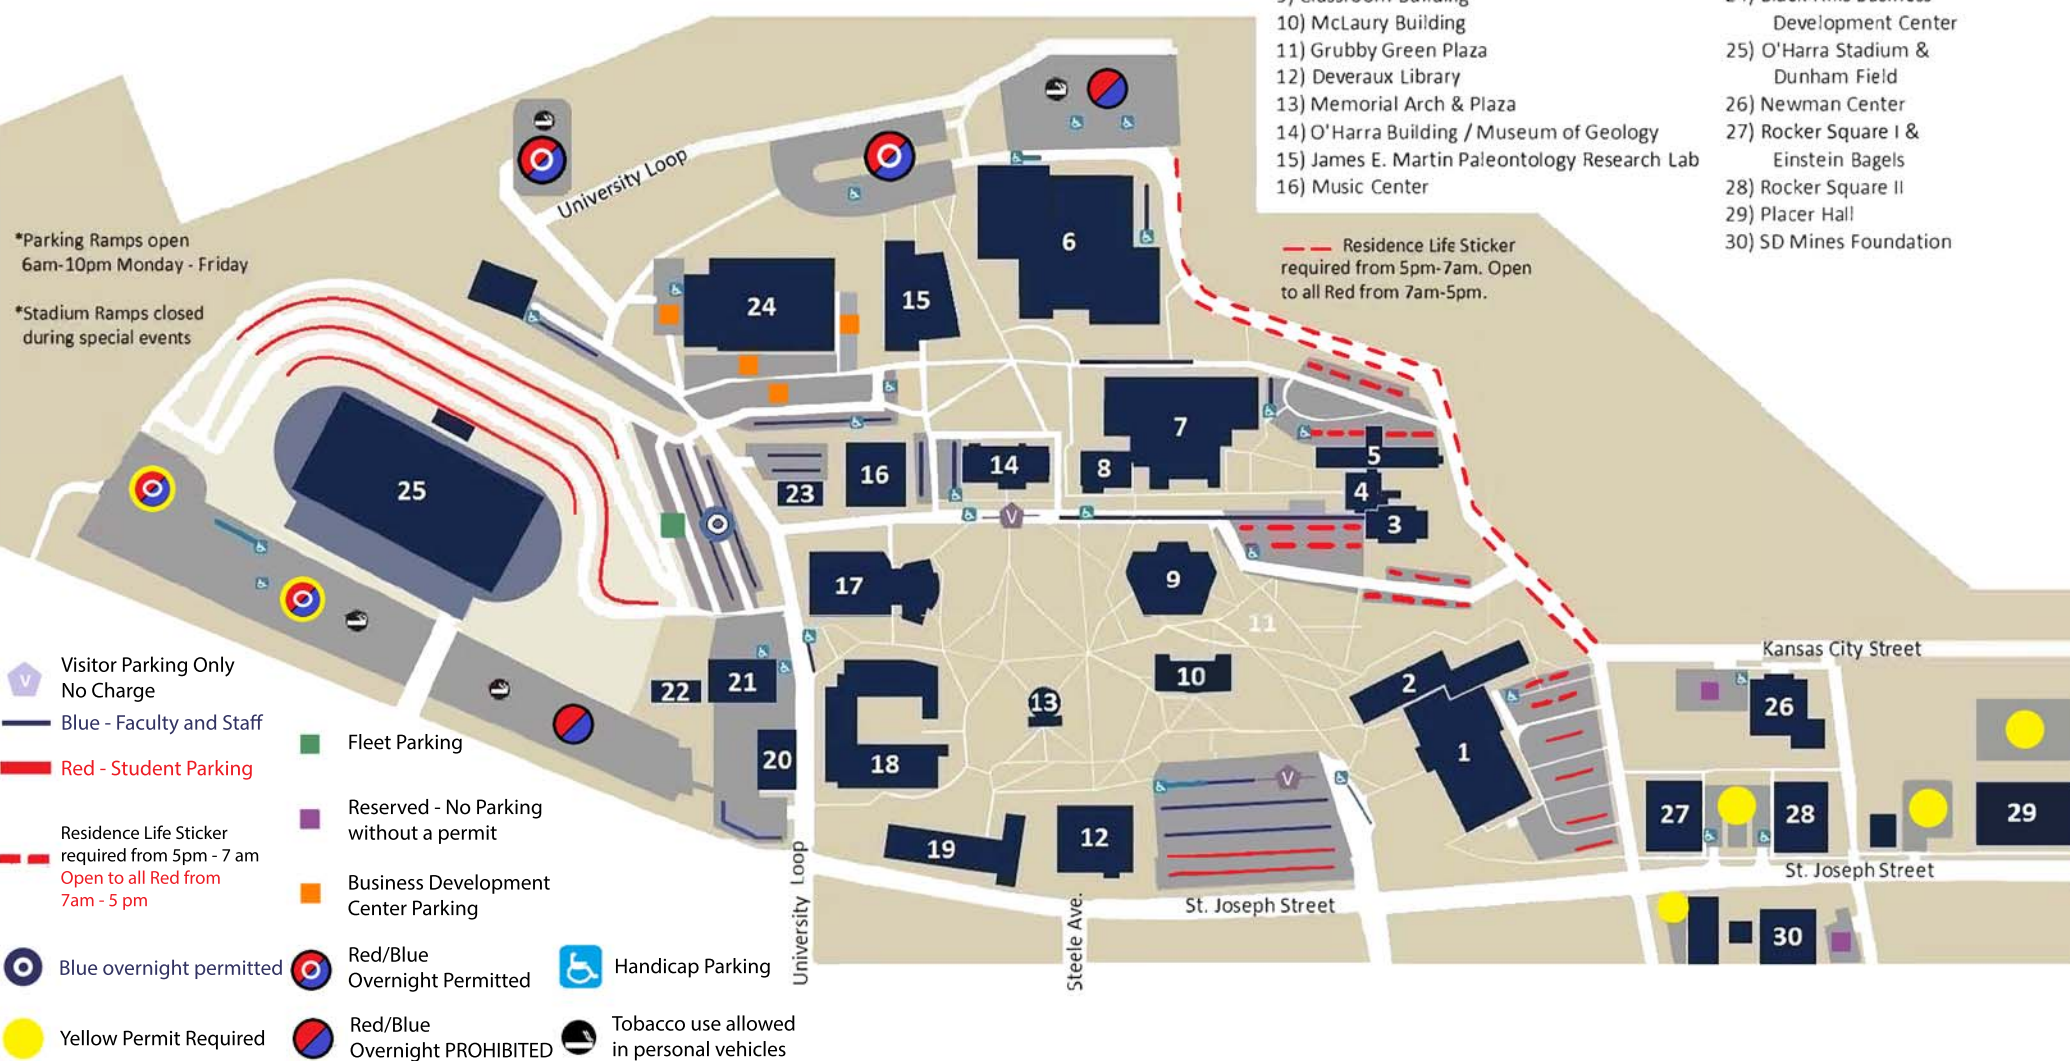 9) Classroom Building
10) McLaury Building
11) Grubby Green Plaza
12) Deveraux Library
13) Memorial Arch & Plaza
14) O'Harra Building / Museum of Geology
15) James E. Martin Paleontology Research Lab
16) Music Center
24) Black Hills Business
Development Center
25) O'Harra Stadium &
Dunham Field
26) Newman Center
27) Rocker Square I &
Einstein Bagels
28) Rocker Square II
29) Placer Hall
30) SD Mines Foundation
Residence Life Sticker
required from 5pm-7am. Open
to all Red from 7am-5pm.
*Parking Ramps open
6am-10pm Monday - Friday
*Stadium Ramps closed
during special events
University Loop
6
24
15
7
5
25
16
14
8
23
4
3
V
17
9
11
10
2
13
22
21
20
18
1
V
19
12
26
27
28
29
30
Kansas City Street
St. Joseph Street
St. Joseph Street
University Loop
Steele Ave.
V
Visitor Parking Only
No Charge
Blue - Faculty and Staff
Red - Student Parking
Residence Life Sticker
required from 5pm - 7 am
Open to all Red from
7am - 5 pm
Blue overnight permitted
Yellow Permit Required
Fleet Parking
Reserved - No Parking
without a permit
Business Development
Center Parking
Red/Blue
Overnight Permitted
Red/Blue
Overnight PROHIBITED
Handicap Parking
Tobacco use allowed
in personal vehicles